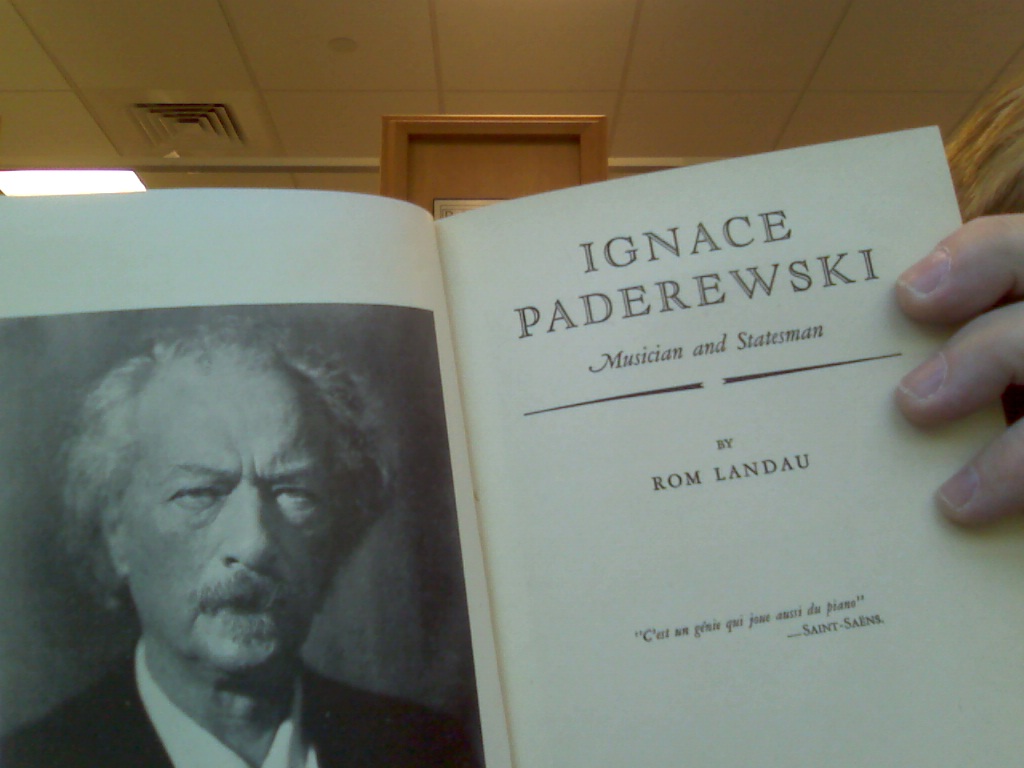 IGNACE
PADEREWSKI
Musician and Statesman
BY
ROM LANDAU
"C'est un génie qui joue aussi du piano"
—SAINT-SAËNS.